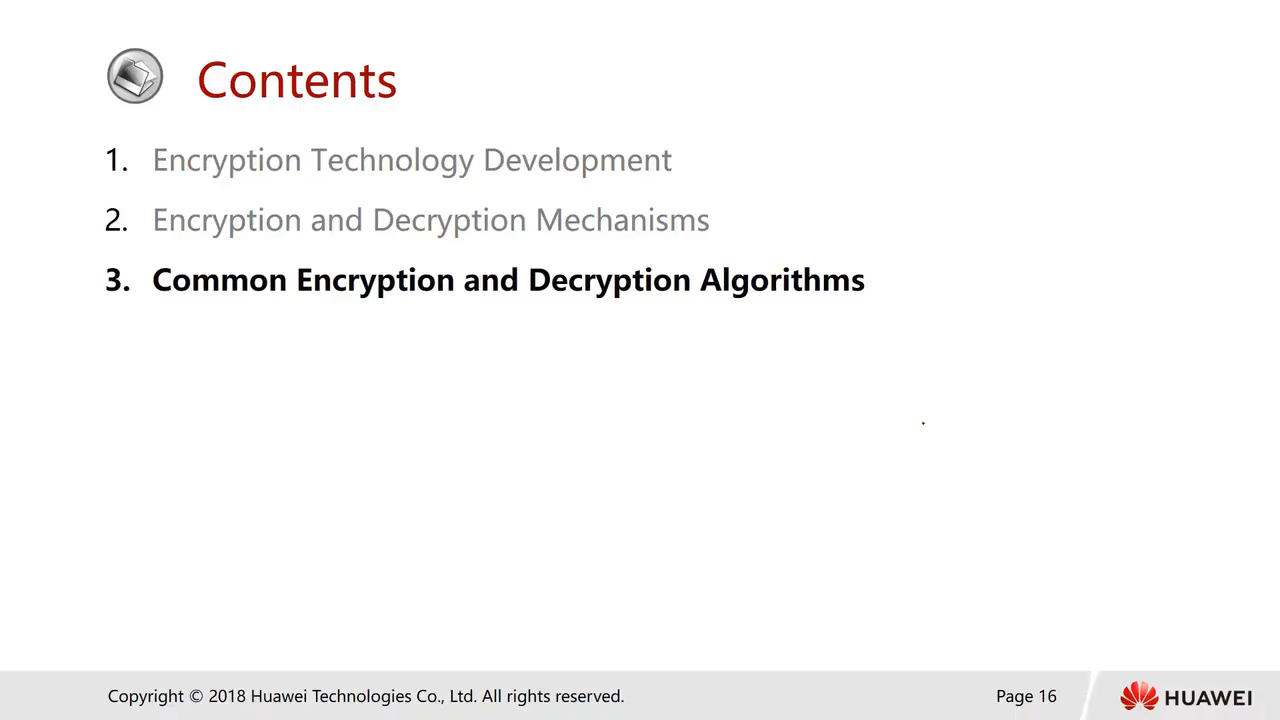 Contents
1. Encryption Technology Development
2. Encryption and Decryption Mechanisms
3. Common Encryption and Decryption Algorithms
Copyright © 2018 Huawei Technologies Co., Ltd. All rights reserved.
Page 16
HUAWEI